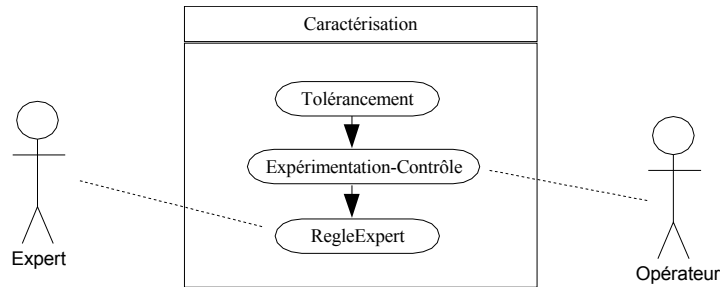 Caractérisation
Tolérancement
Expérimentation-Contrôle
RegleExpert
Expert
Opérateur